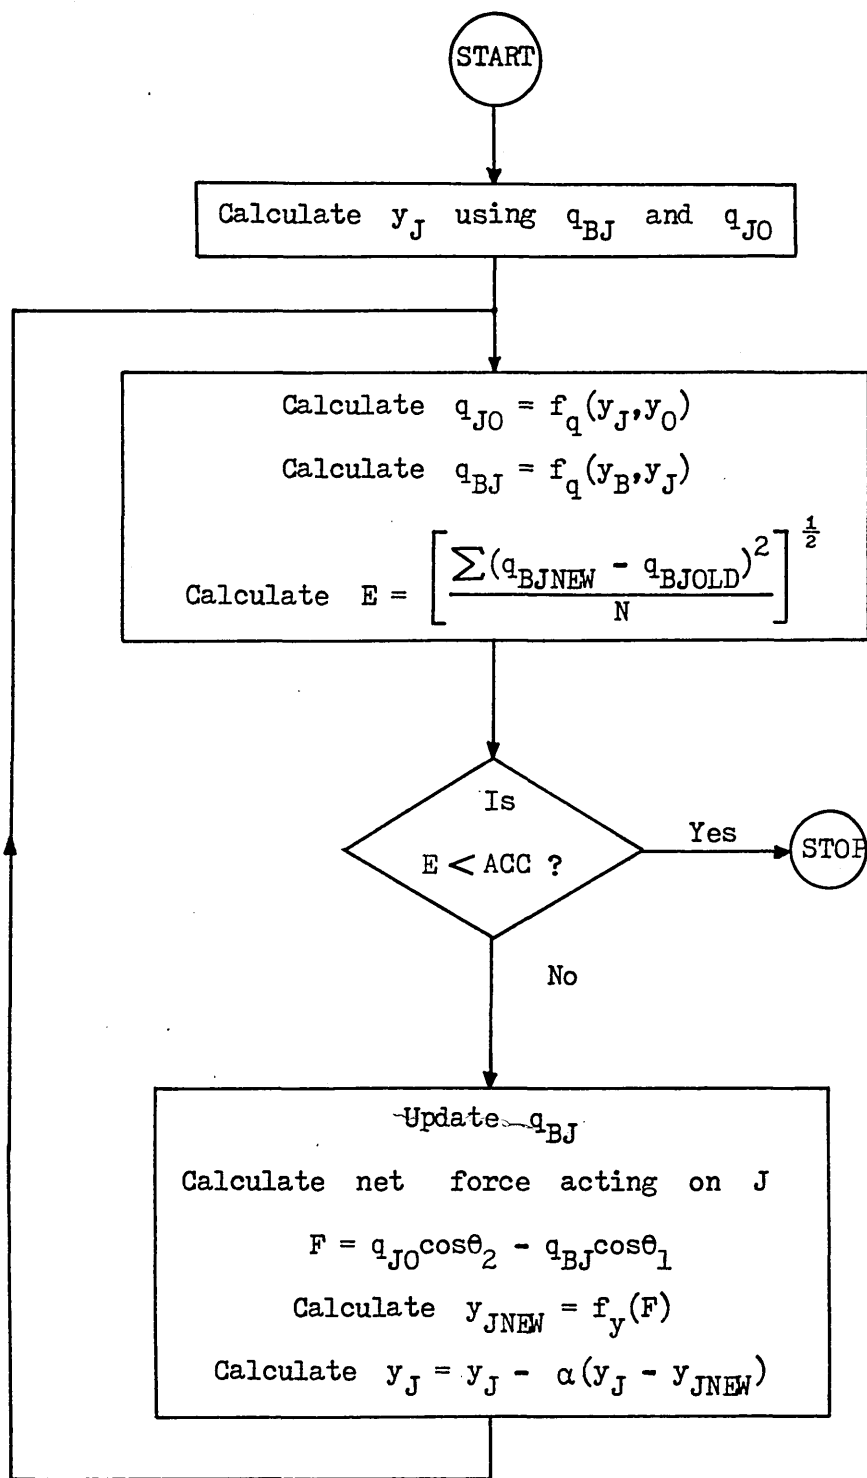 START
Calculate y_J using q_BJ and q_JO
Calculate q_JO = f_q(y_J,y_O)
Calculate q_BJ = f_q(y_B,y_J)
Calculate E = [∑(q_BJNEW - q_BJOLD)²/N]^½
Is
E < ACC ?
Yes
STOP
No
Update q_BJ
Calculate net force acting on J
F = q_JO cosθ_2 - q_BJ cosθ_1
Calculate y_JNEW = f_y(F)
Calculate y_J = y_J - α(y_J - y_JNEW)